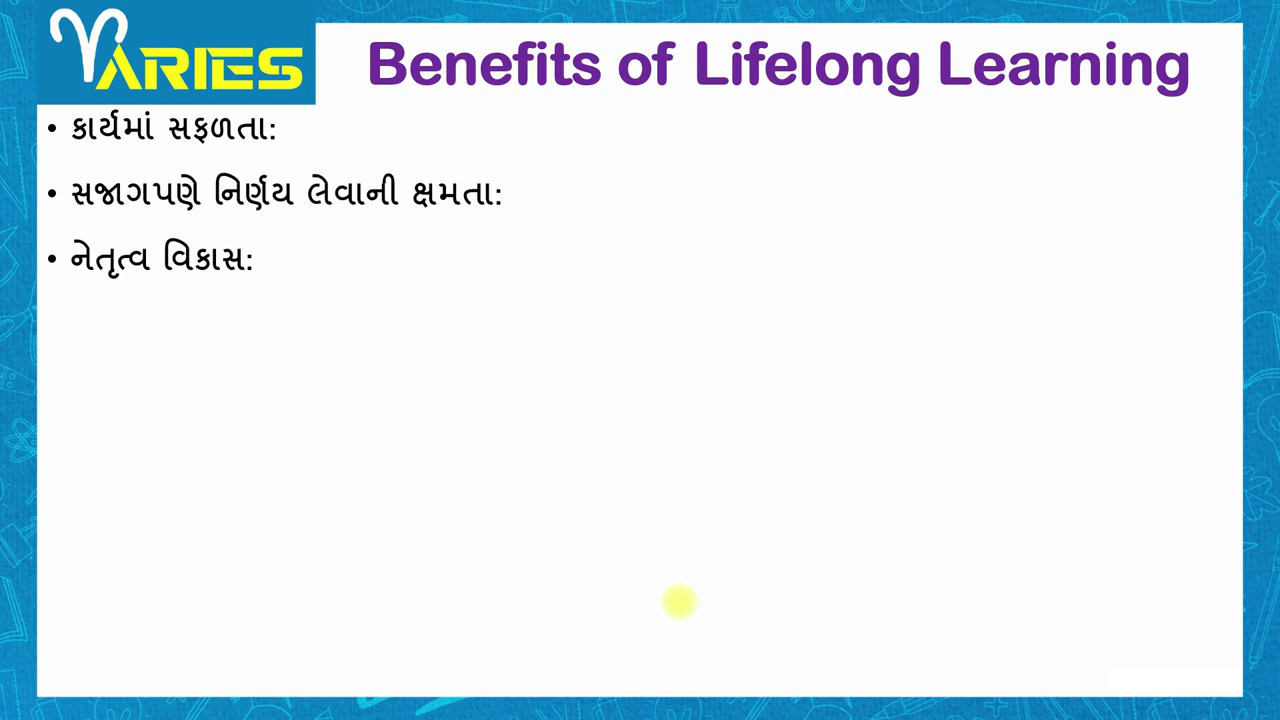 ARIES
Benefits of Lifelong Learning
• કાર્યમાં સફળતા:
• સજાગપણે નિર્ણય લેવાની ક્ષમતા:
• નેતૃત્વ વિકાસ: